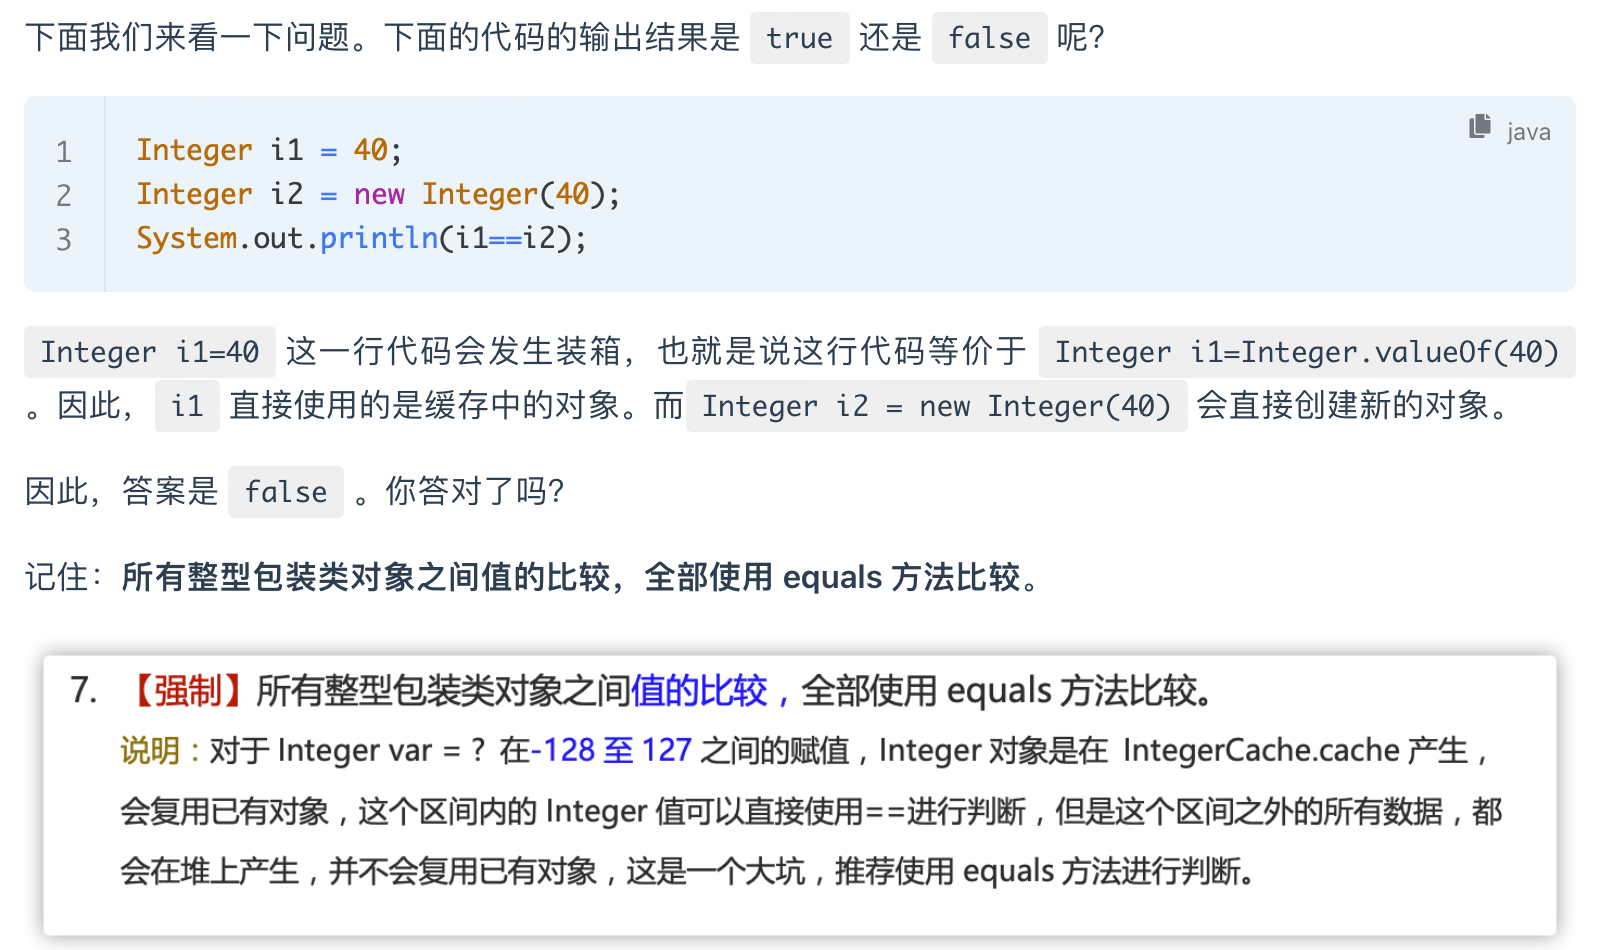 下面我们来看一下问题。下面的代码的输出结果是 true 还是 false 呢？
java
1 Integer i1 = 40;
2 Integer i2 = new Integer(40);
3 System.out.println(i1==i2);
Integer i1=40 这一行代码会发生装箱，也就是说这行代码等价于 Integer i1=Integer.valueOf(40)
。因此， i1 直接使用的是缓存中的对象。而 Integer i2 = new Integer(40) 会直接创建新的对象。
因此，答案是 false 。你答对了吗？
记住：所有整型包装类对象之间值的比较，全部使用 equals 方法比较。
7. 【强制】所有整型包装类对象之间值的比较，全部使用 equals 方法比较。
说明：对于 Integer var = ? 在-128 至 127 之间的赋值，Integer 对象是在 IntegerCache.cache 产生，
会复用已有对象，这个区间内的 Integer 值可以直接使用==进行判断，但是这个区间之外的所有数据，都
会在堆上产生，并不会复用已有对象，这是一个大坑，推荐使用 equals 方法进行判断。